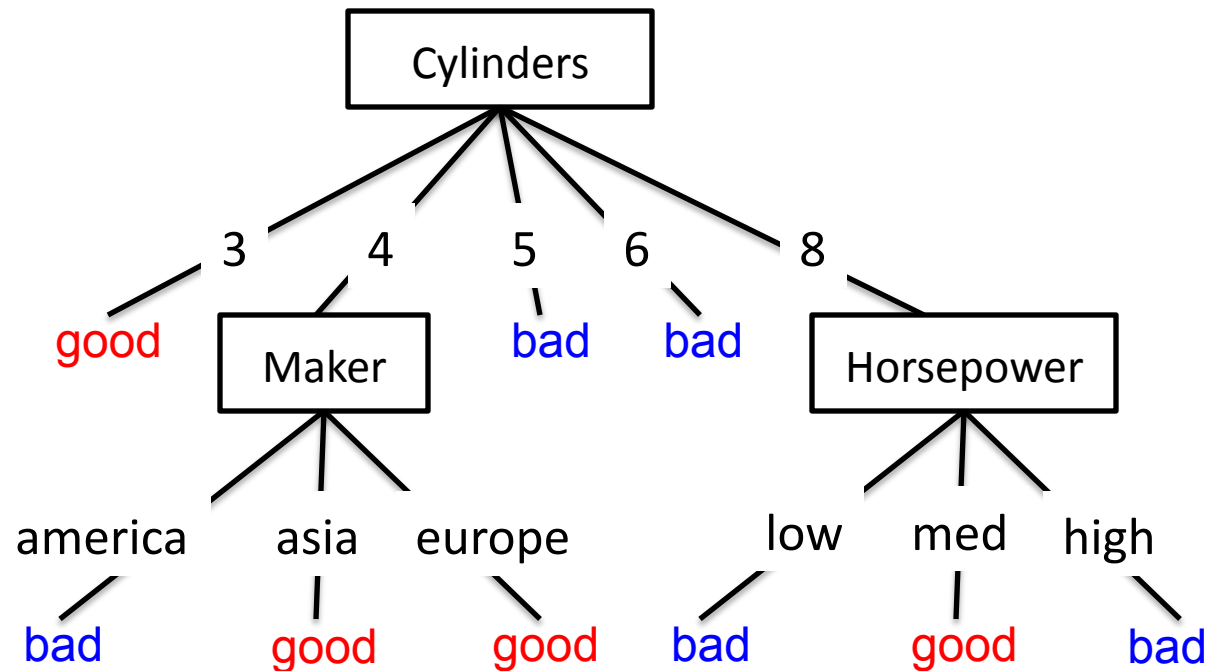 Cylinders
3 4 5 6 8
good Maker bad bad Horsepower
america asia europe low med high
bad good good bad good bad